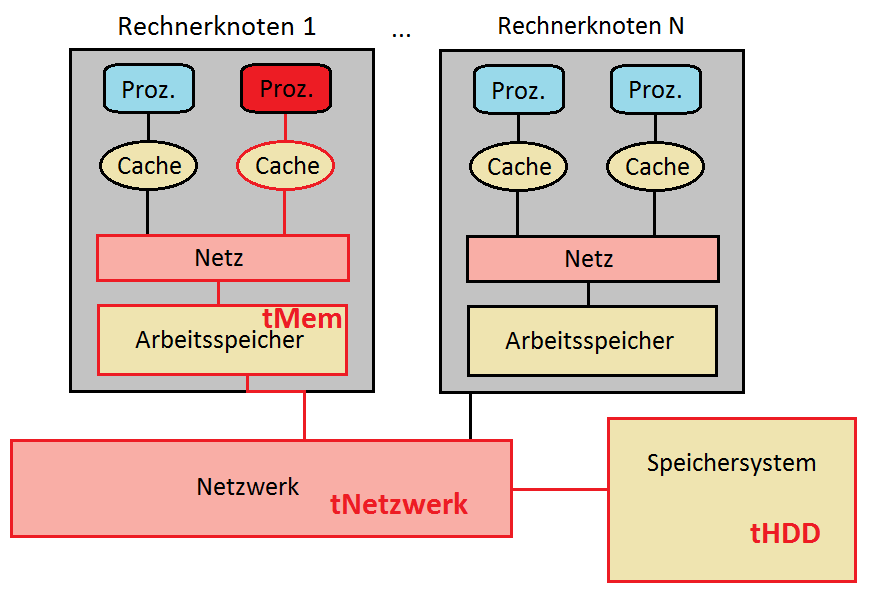 Rechnerknoten 1
...
Rechnerknoten N
Proz.
Proz.
Proz.
Proz.
Cache
Cache
Cache
Cache
Netz
Netz
tMem
Arbeitsspeicher
Arbeitsspeicher
Netzwerk
tNetzwerk
Speichersystem
tHDD